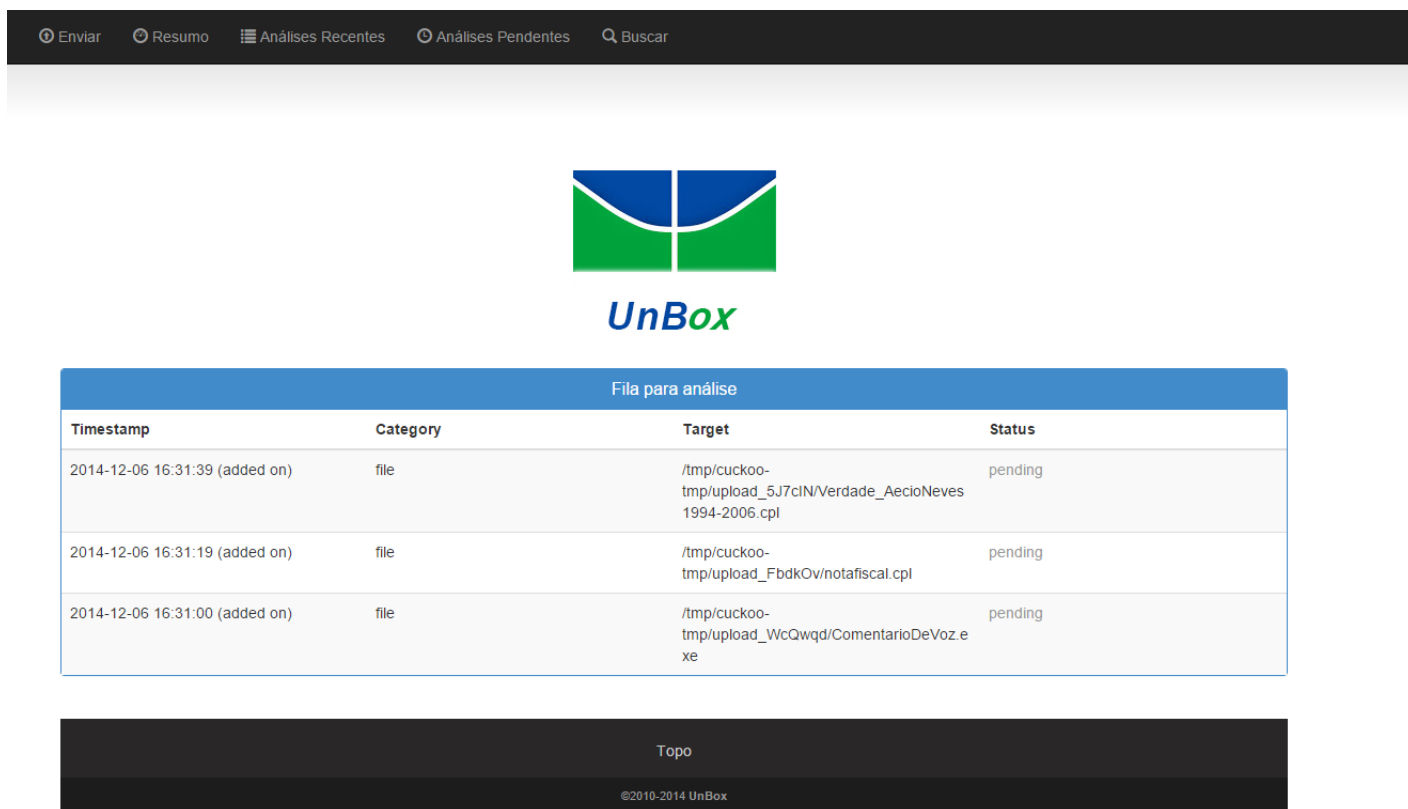 Enviar Resumo Análises Recentes Análises Pendentes Buscar
UnBox
Fila para análise
Timestamp Category Target Status
2014-12-06 16:31:39 (added on) file /tmp/cuckoo- pending
tmp/upload_5J7cIN/Verdade_AecioNeves
1994-2006.cpl
2014-12-06 16:31:19 (added on) file /tmp/cuckoo- pending
tmp/upload_FbdkOv/notafiscal.cpl
2014-12-06 16:31:00 (added on) file /tmp/cuckoo- pending
tmp/upload_WcQwqd/ComentarioDeVoz.e
xe
Topo
©2010-2014 UnBox